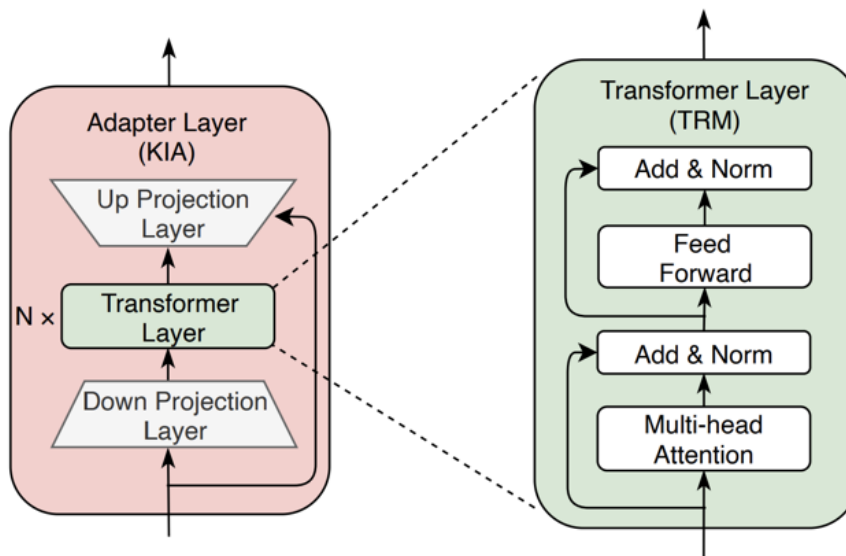 Adapter Layer
(KIA)
Up Projection
Layer
N ×
Transformer
Layer
Down Projection
Layer
Transformer Layer
(TRM)
Add & Norm
Feed
Forward
Add & Norm
Multi-head
Attention